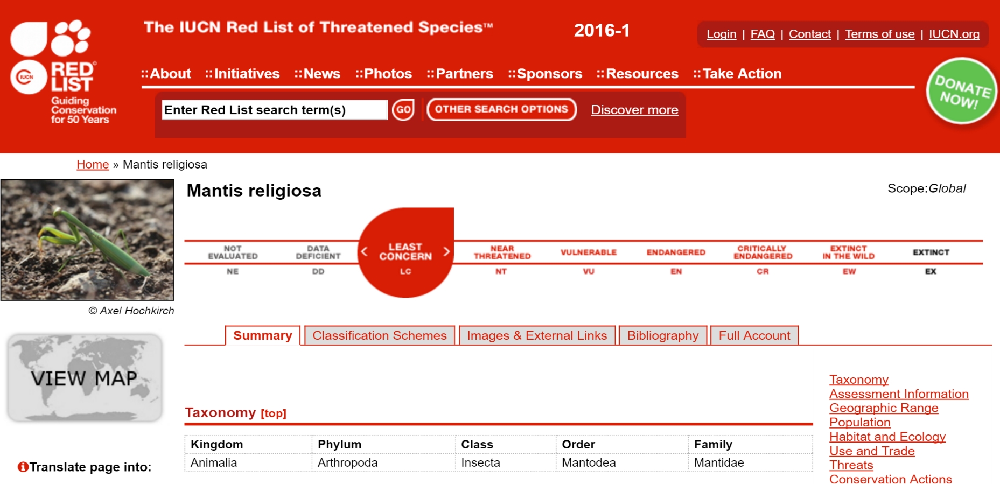 The IUCN Red List of Threatened Species™
2016-1
Login | FAQ | Contact | Terms of use | IUCN.org
IUCN
RED
LIST
Guiding
Conservation
for 50 Years
::About ::Initiatives ::News ::Photos ::Partners ::Sponsors ::Resources ::Take Action
DONATE
NOW!
Enter Red List search term(s) GO OTHER SEARCH OPTIONS Discover more
Home » Mantis religiosa
Mantis religiosa
Scope:Global
NOT
EVALUATED
NE
DATA
DEFICIENT
DD
< LEAST
CONCERN >
LC
NEAR
THREATENED
NT
VULNERABLE
VU
ENDANGERED
EN
CRITICALLY
ENDANGERED
CR
EXTINCT
IN THE WILD
EW
EXTINCT
EX
© Axel Hochkirch
Summary Classification Schemes Images & External Links Bibliography Full Account
VIEW MAP
Translate page into:
Taxonomy [top]
Kingdom Phylum Class Order Family
Animalia Arthropoda Insecta Mantodea Mantidae
Taxonomy
Assessment Information
Geographic Range
Population
Habitat and Ecology
Use and Trade
Threats
Conservation Actions